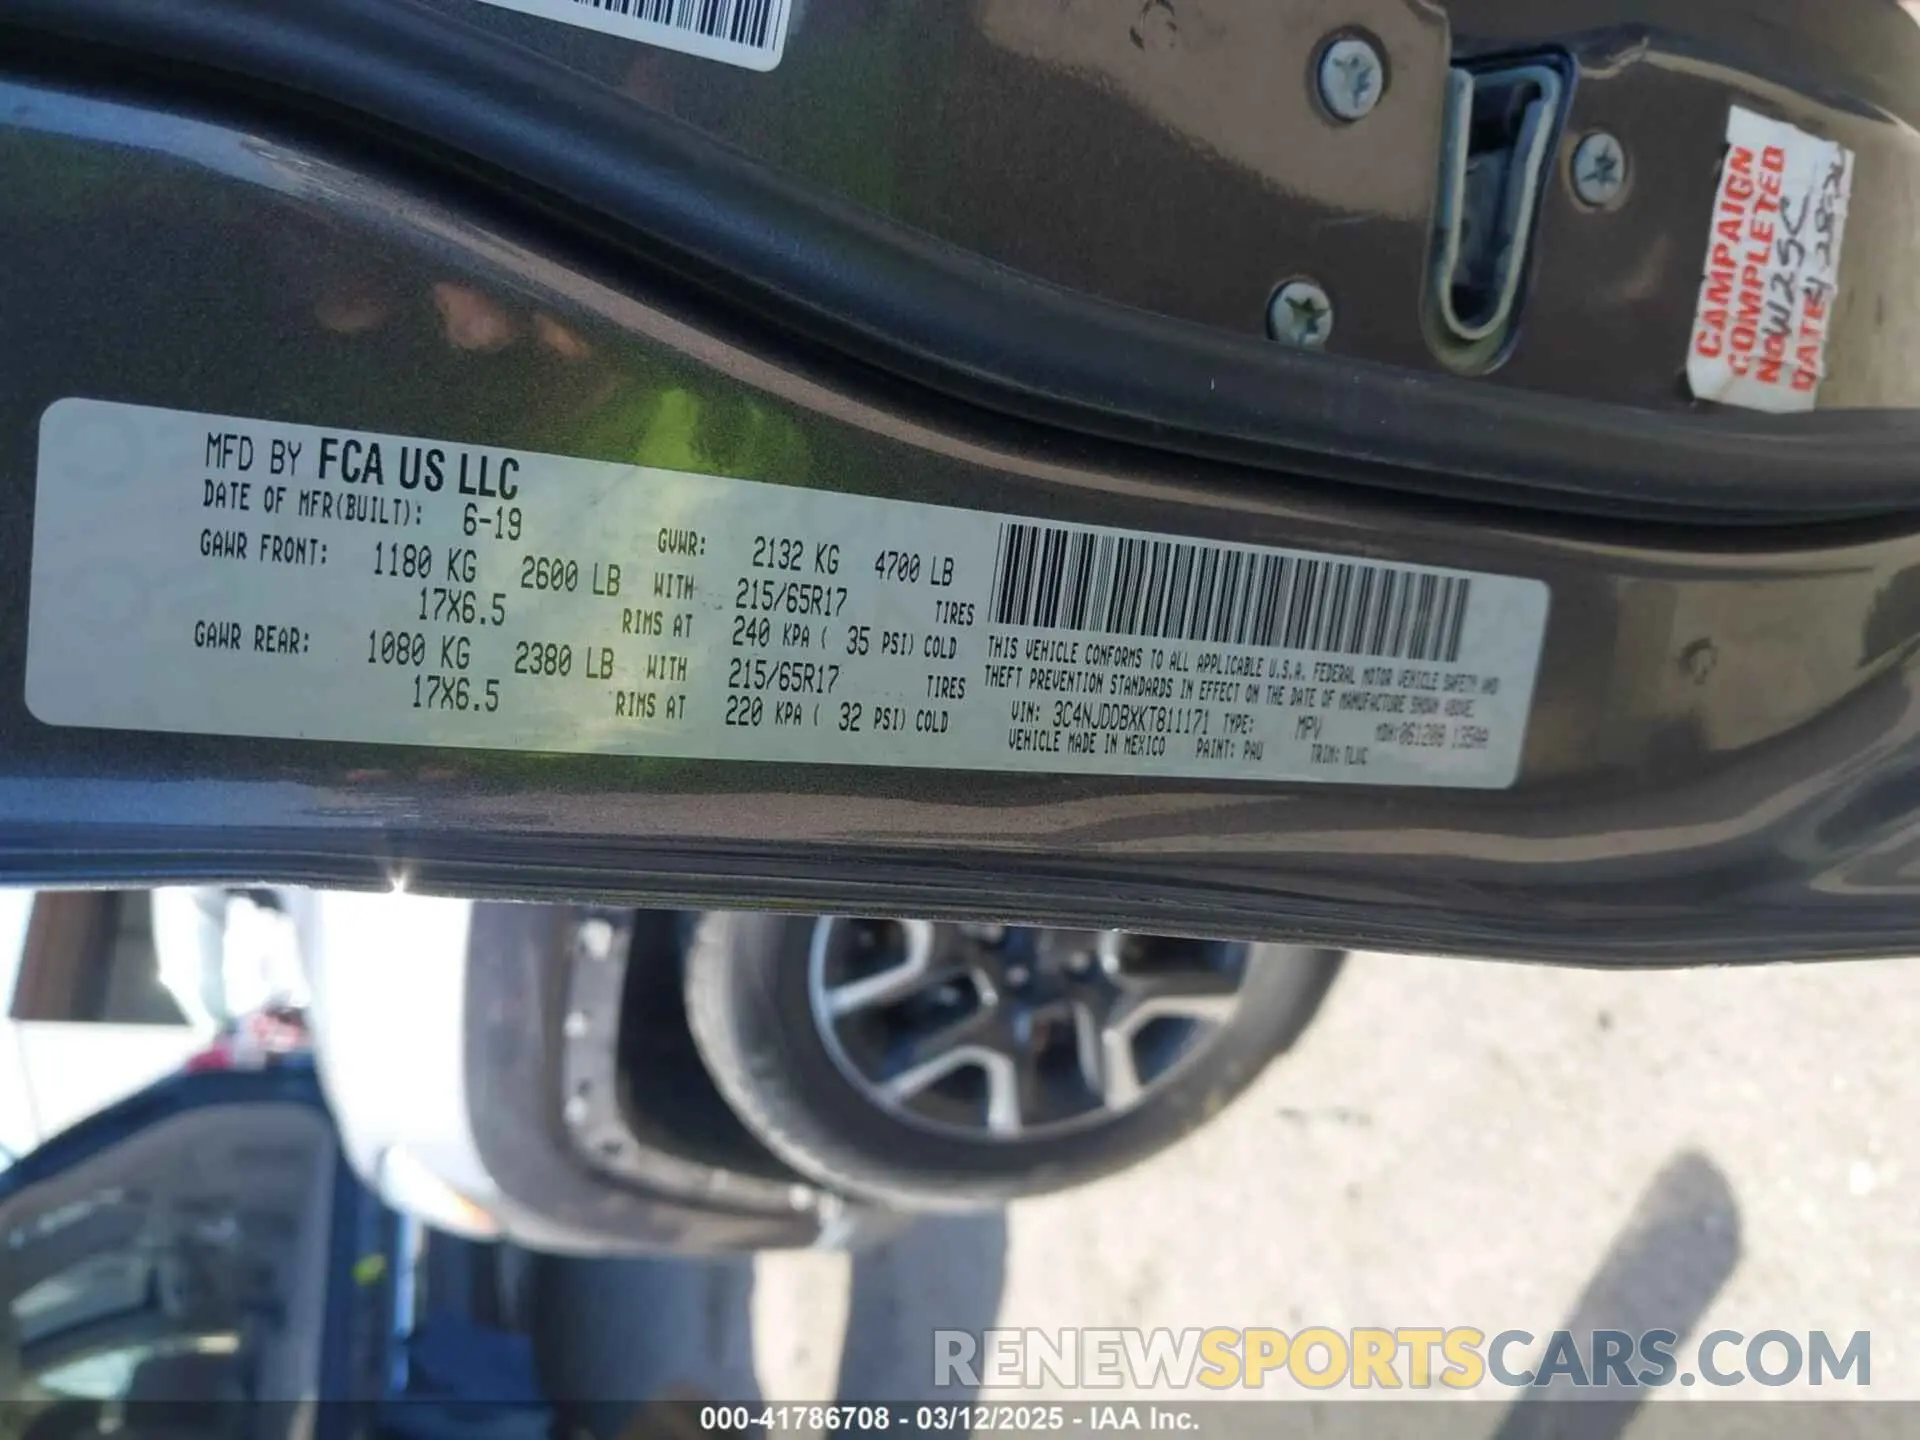 MFD BY FCA US LLC
DATE OF MFR(BUILT): 6-19
GVWR: 2132 KG 4700 LB
GAWR FRONT: 1180 KG 2600 LB WITH 215/65R17 TIRES
17X6.5 RIMS AT 240 KPA ( 35 PSI) COLD
GAWR REAR: 1080 KG 2380 LB WITH 215/65R17 TIRES
17X6.5 RIMS AT 220 KPA ( 32 PSI) COLD
THIS VEHICLE CONFORMS TO ALL APPLICABLE U.S.A. FEDERAL MOTOR VEHICLE SAFETY AND
THEFT PREVENTION STANDARDS IN EFFECT ON THE DATE OF MANUFACTURE SHOWN ABOVE.
VIN: 3C4NJDDBXKT811171 TYPE: MPV
VEHICLE MADE IN MEXICO PAINT: PAU TRIM:
CAMPAIGN
COMPLETED
NO W25C
DATE
RENEWSPORTSCARS.COM
000-41786708 - 03/12/2025 - IAA Inc.